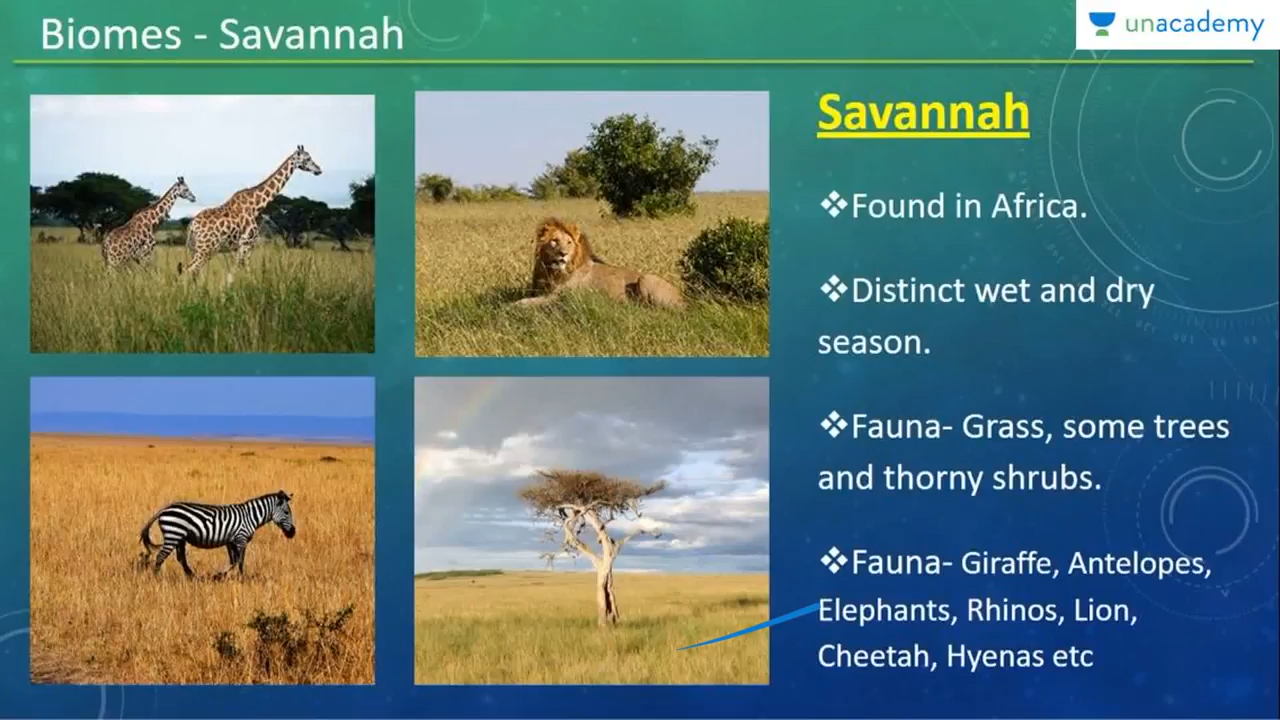 Biomes - Savannah
unacademy
Savannah
❖Found in Africa.
❖Distinct wet and dry
season.
❖Fauna- Grass, some trees
and thorny shrubs.
❖Fauna- Giraffe, Antelopes,
Elephants, Rhinos, Lion,
Cheetah, Hyenas etc